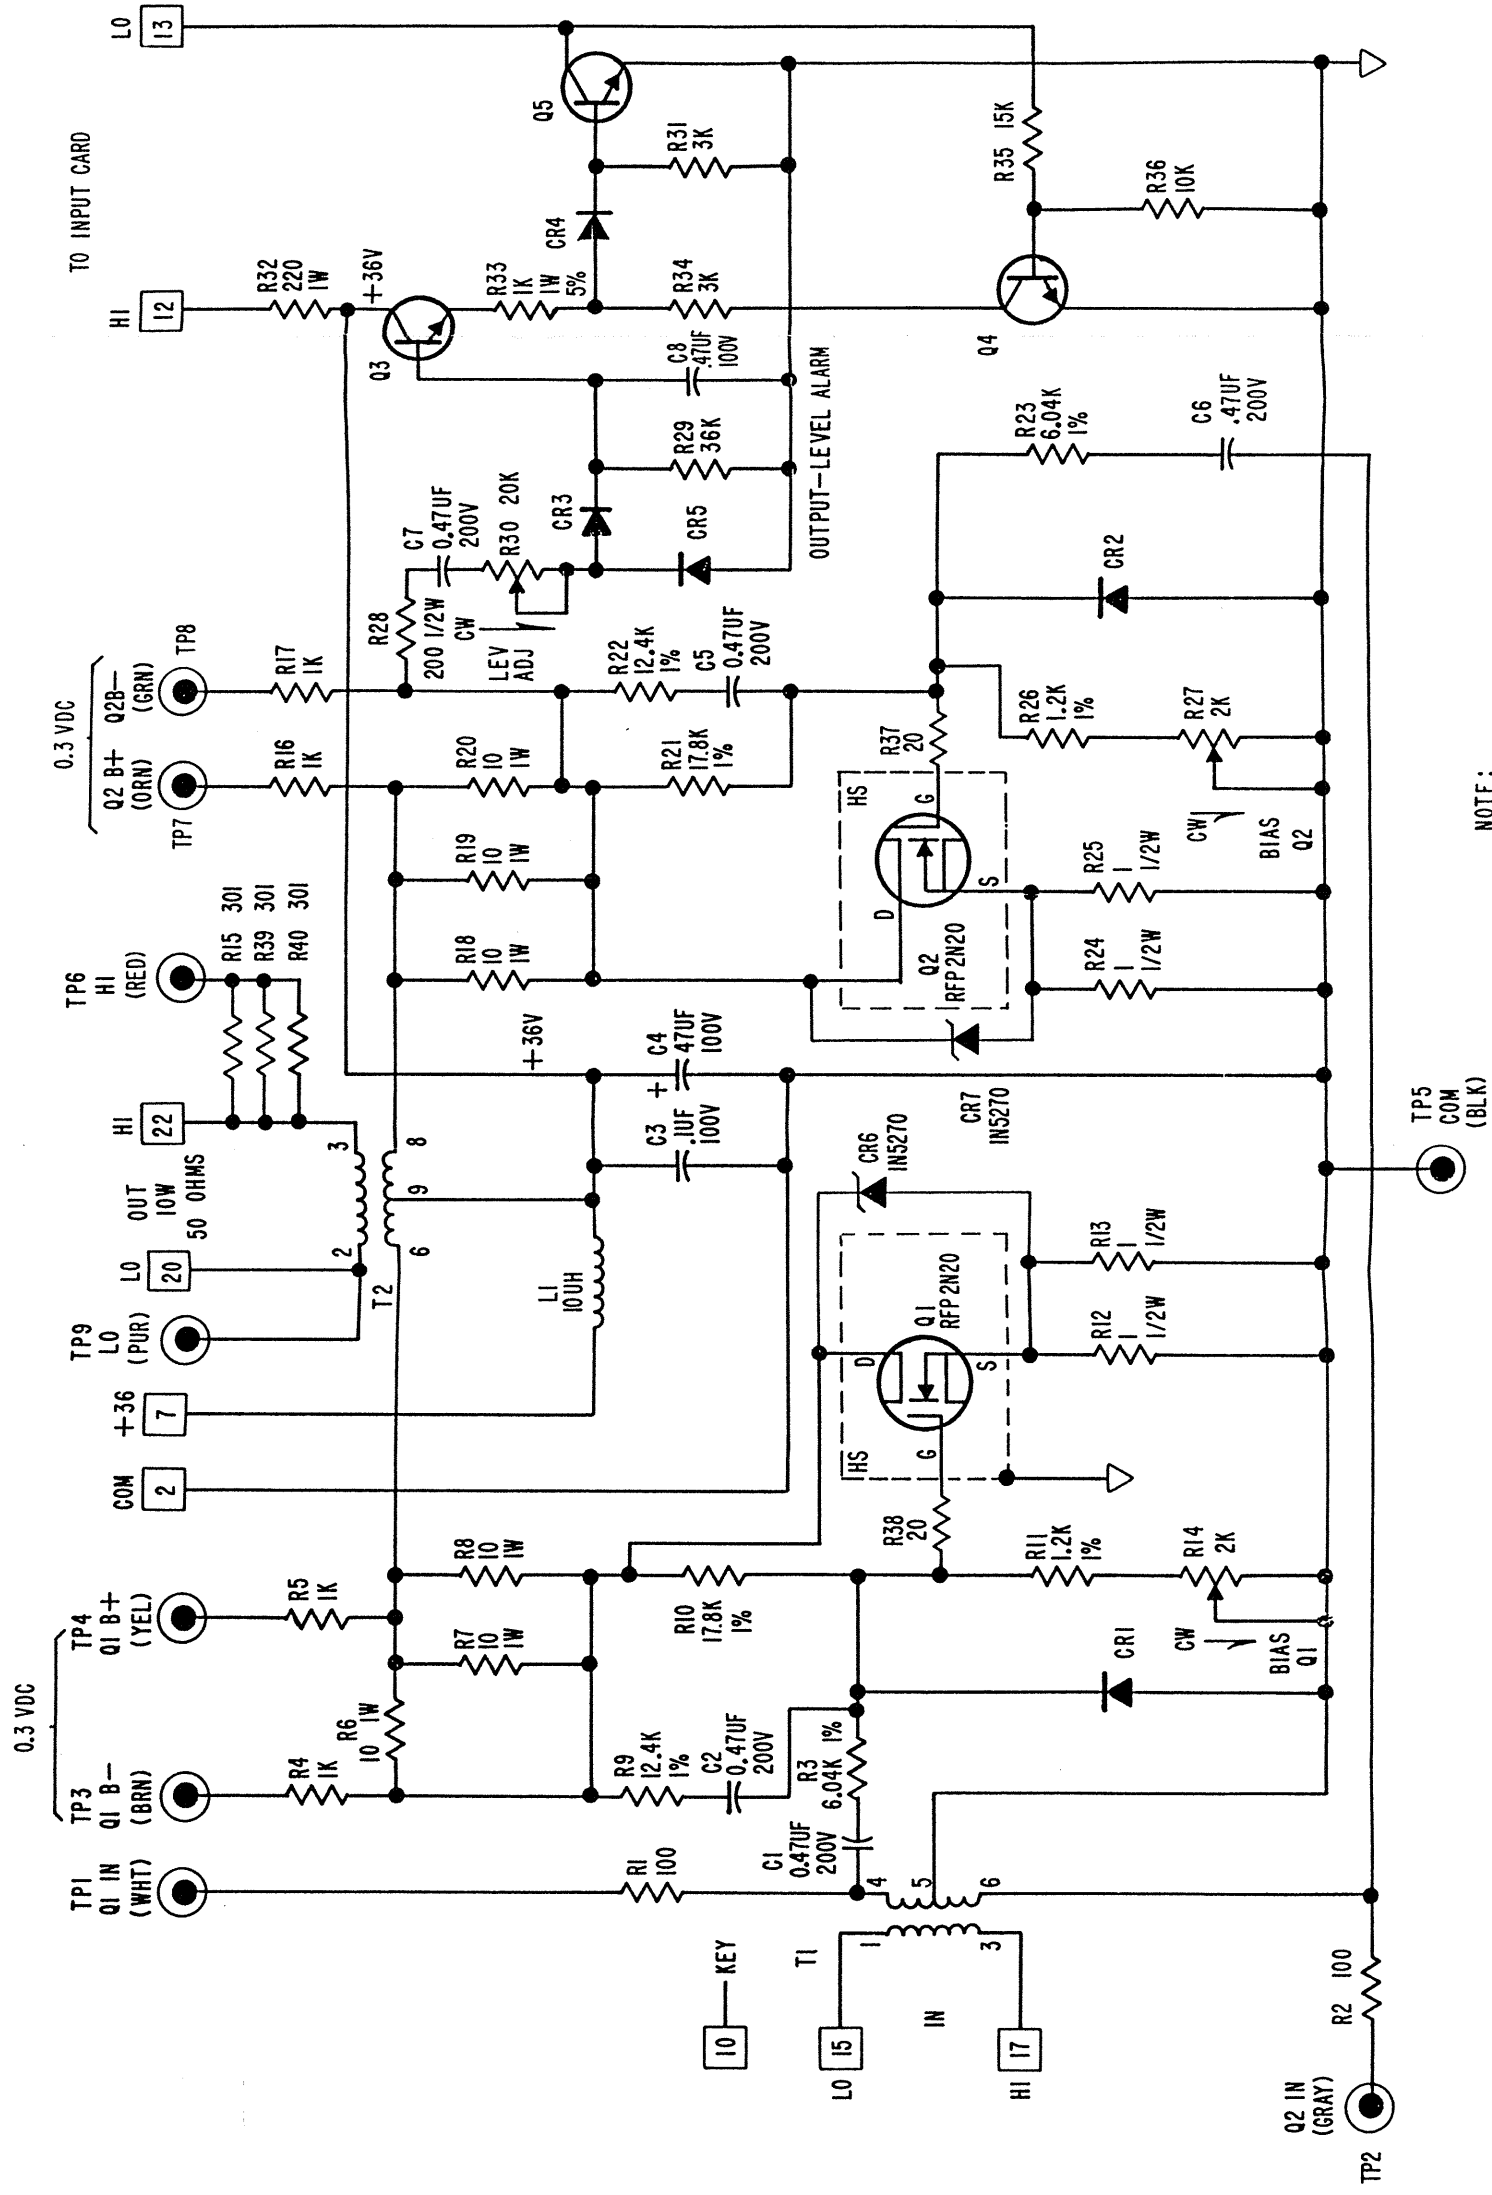 TO INPUT CARD
LO
13
HI
12
R32
220
1W
+36V
Q3
R33
1K
1W
5%
CR4
Q5
R31
3K
R34
3K
C8
.47UF
100V
R35 15K
R36
10K
Q4
0.3 VDC
Q2B-
(GRN)
TP8
Q2 B+
(ORN)
TP7
R17
1K
R16
1K
R28
200 1/2W
C7
0.47UF
200V
R30 20K
CW
LEV
ADJ
CR3
R29
36K
CR5
OUTPUT-LEVEL ALARM
R22
12.4K
1%
C5
0.47UF
200V
R20
10
1W
R21
17.8K
1%
R19
10
1W
R18
10
1W
R23
6.04K
1%
C6
.47UF
200V
CR2
R26
1.2K
1%
R27
2K
CW
BIAS
Q2
R37
20
HS
G
D
S
Q2
RFP2N20
R25
1
1/2W
R24
1
1/2W
CR7
IN5270
TP6
HI
(RED)
R15 301
R39 301
R40 301
HI
22
OUT
10W
50 OHMS
LO
20
TP9
LO
(PUR)
3
2
T2
8
9
6
+36V
+
C4
47UF
100V
C3
.1UF
100V
L1
10UH
+36
7
COM
2
CR6
IN5270
HS
G
D
S
Q1
RFP2N20
R13
1
1/2W
R12
1
1/2W
R38
20
TP5
COM
(BLK)
0.3 VDC
TP4
Q1 B+
(YEL)
TP3
Q1 B-
(BRN)
R5
1K
R4
1K
R8
10
1W
R7
10
1W
R6
10 1W
R10
17.8K
1%
R9
12.4K
1%
C2
0.47UF
200V
R3
6.04K 1%
R11
1.2K
1%
R14
2K
CW
BIAS
Q1
CR1
TP1
Q1 IN
(WHT)
R1
100
C1
0.47UF
200V
4
5
6
T1
1
3
10
KEY
LO
15
IN
HI
17
R2 100
Q2 IN
(GRAY)
TP2
NOTE: